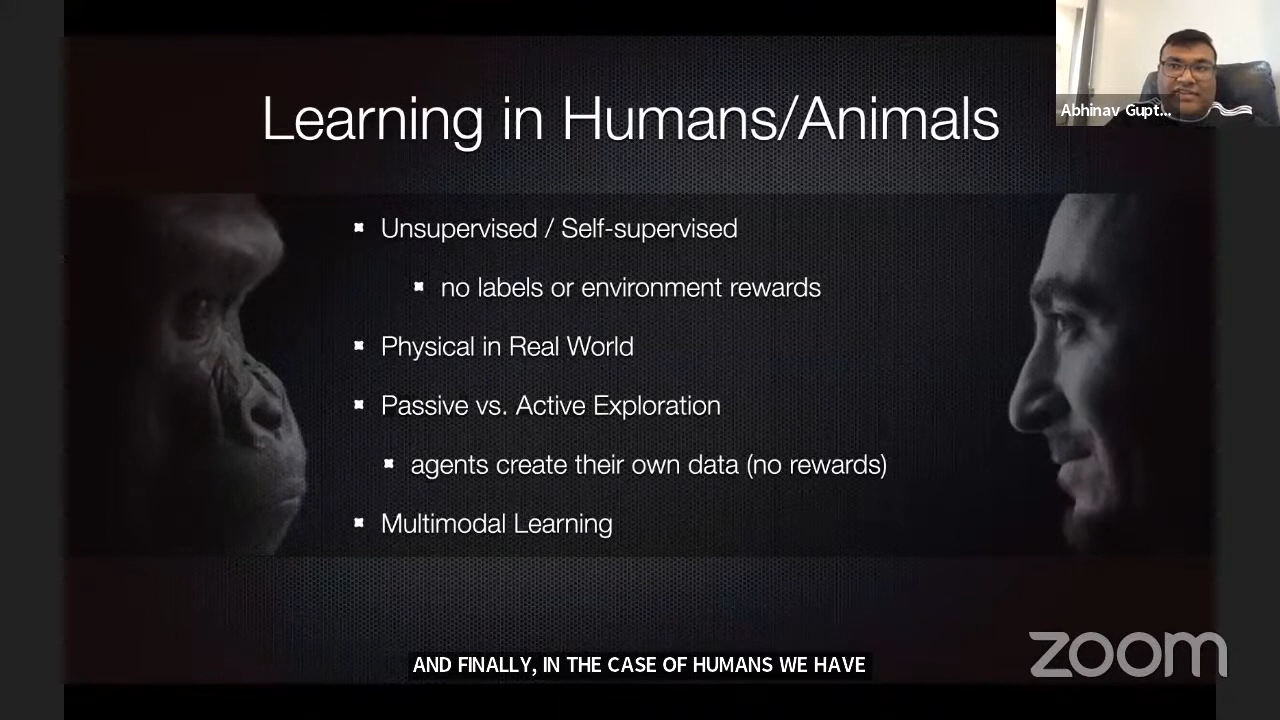 Learning in Humans/Animals
Abhinav Gupt...
Unsupervised / Self-supervised
no labels or environment rewards
Physical in Real World
Passive vs. Active Exploration
agents create their own data (no rewards)
Multimodal Learning
zoom
AND FINALLY, IN THE CASE OF HUMANS WE HAVE